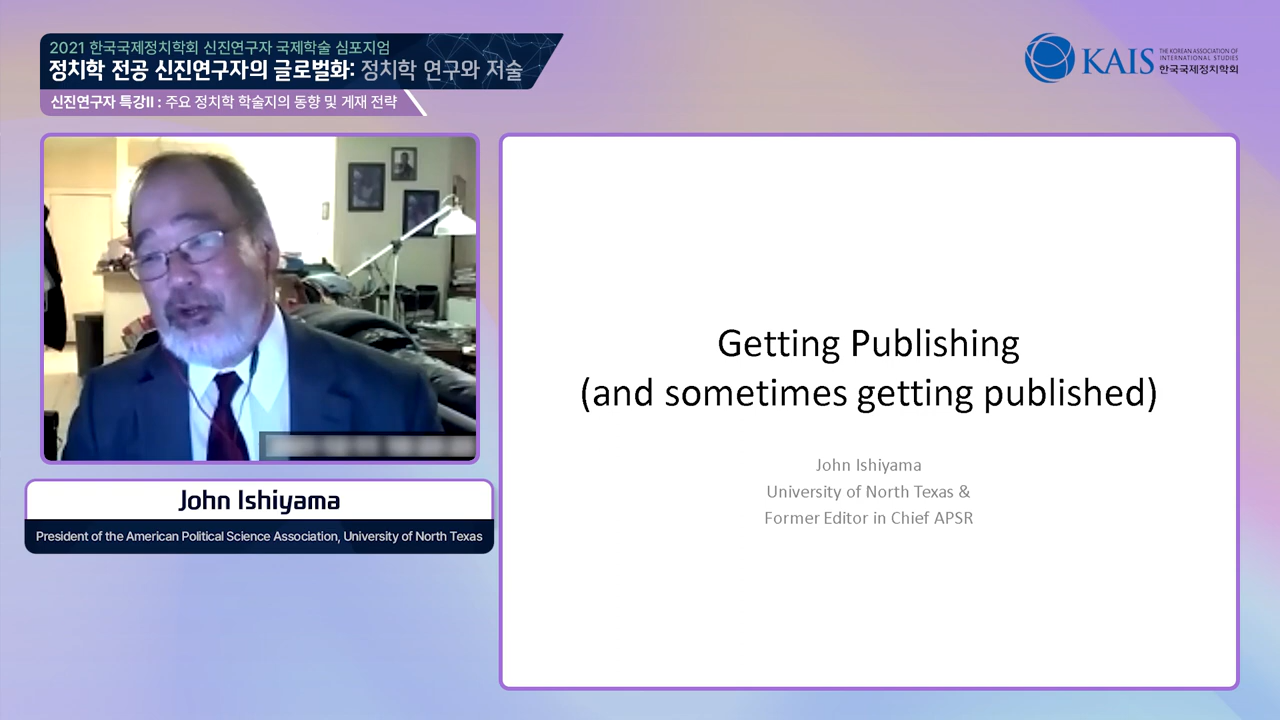 2021 한국국제정치학회 신진연구자 국제학술 심포지엄
정치학 전공 신진연구자의 글로벌화: 정치학 연구와 저술
신진연구자 특강II : 주요 정치학 학술지의 동향 및 게재 전략
KAIS
THE KOREAN ASSOCIATION OF
INTERNATIONAL STUDIES
한국국제정치학회
Getting Publishing
(and sometimes getting published)
John Ishiyama
University of North Texas &
Former Editor in Chief APSR
John Ishiyama
President of the American Political Science Association, University of North Texas